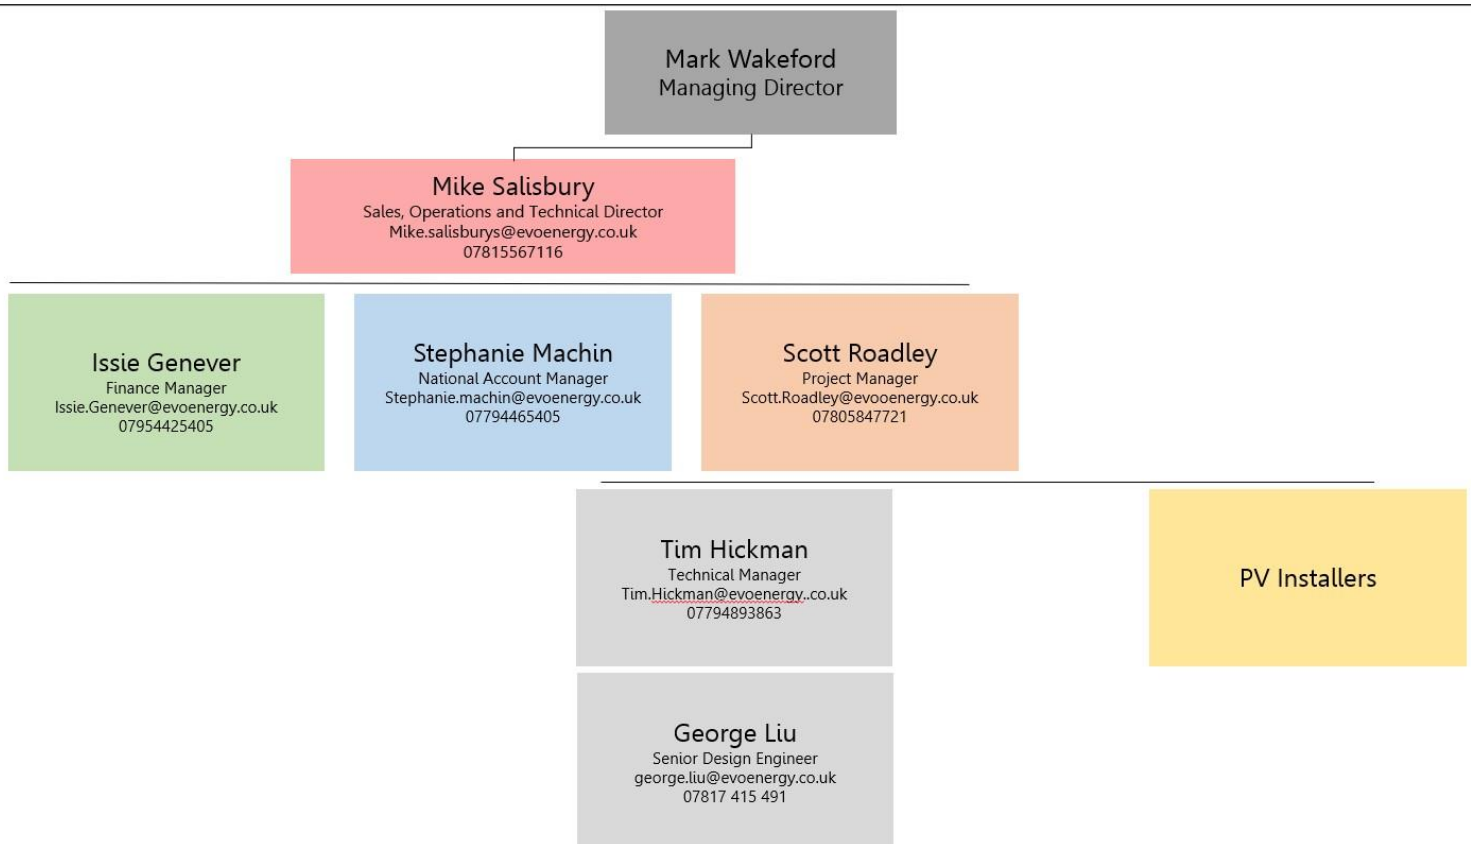 Mark Wakeford
Managing Director
Mike Salisbury
Sales, Operations and Technical Director
Mike.salisburys@evoenergy.co.uk
07815567116
Issie Genever
Finance Manager
Issie.Genever@evoenergy.co.uk
07954425405
Stephanie Machin
National Account Manager
Stephanie.machin@evoenergy.co.uk
07794465405
Scott Roadley
Project Manager
Scott.Roadley@evooenergy.co.uk
07805847721
Tim Hickman
Technical Manager
Tim.Hickman@evoenergy..co.uk
07794893863
PV Installers
George Liu
Senior Design Engineer
george.liu@evoenergy.co.uk
07817 415 491